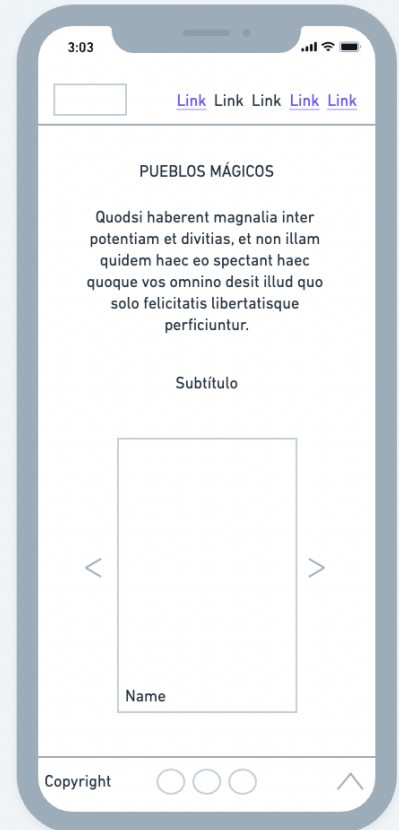 3:03
Link Link Link Link Link
PUEBLOS MÁGICOS
Quodsi haberent magnalia inter
potentiam et divitias, et non illam
quidem haec eo spectant haec
quoque vos omnino desit illud quo
solo felicitatis libertatisque
perficiuntur.
Subtítulo
<
>
Name
Copyright